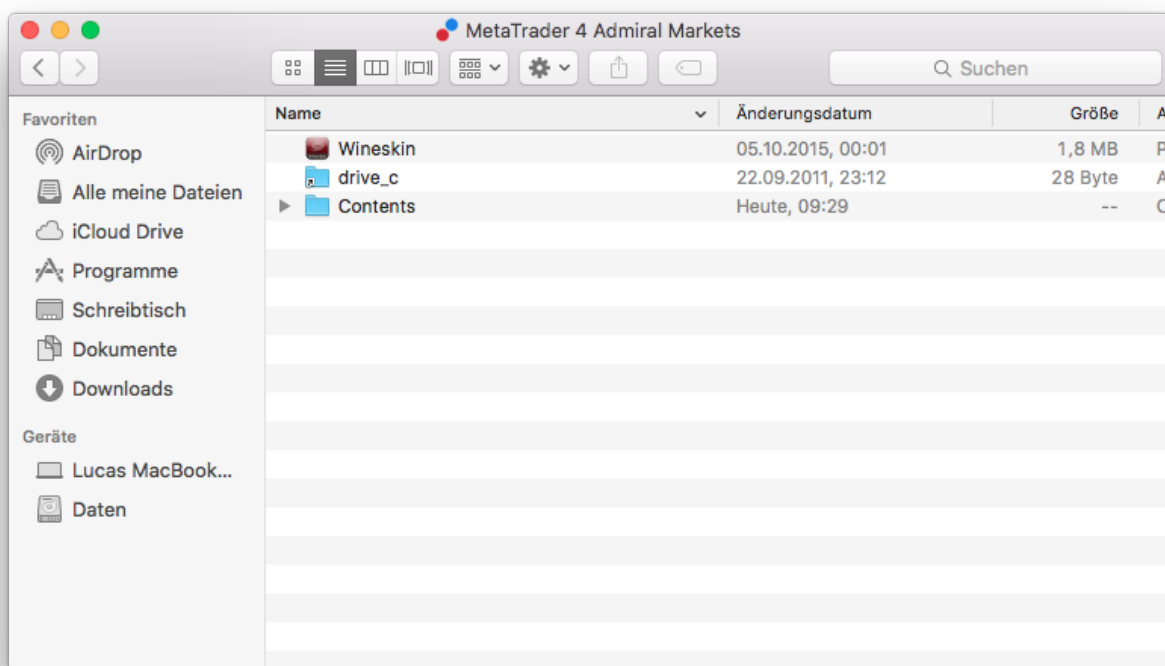 MetaTrader 4 Admiral Markets
Suchen
Favoriten
AirDrop
Alle meine Dateien
iCloud Drive
Programme
Schreibtisch
Dokumente
Downloads
Geräte
Lucas MacBook...
Daten
Name Änderungsdatum Größe
Wineskin 05.10.2015, 00:01 1,8 MB
drive_c 22.09.2011, 23:12 28 Byte
Contents Heute, 09:29 --